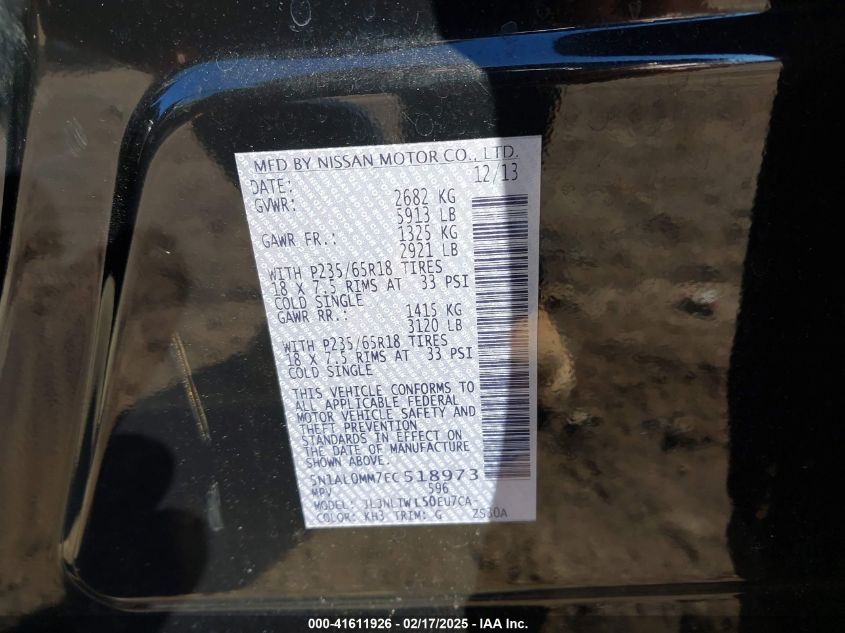 MFD BY NISSAN MOTOR CO., LTD.
DATE: 12/13
GVWR: 2682 KG
5913 LB
GAWR FR.: 1325 KG
2921 LB
WITH P235/65R18 TIRES
18 X 7.5 RIMS AT 33 PSI
COLD SINGLE
GAWR RR.: 1415 KG
3120 LB
WITH P235/65R18 TIRES
18 X 7.5 RIMS AT 33 PSI
COLD SINGLE
THIS VEHICLE CONFORMS TO
ALL APPLICABLE FEDERAL
MOTOR VEHICLE SAFETY AND
THEFT PREVENTION
STANDARDS IN EFFECT ON
THE DATE OF MANUFACTURE
SHOWN ABOVE.
5N1AL0MM7EC518973
MPV 596
MODEL: JL3NLTWL50EU7CA
COLOR: KH3 TRIM: G 2S30A
000-41611926 / 02/17/2025 - IAA Inc.